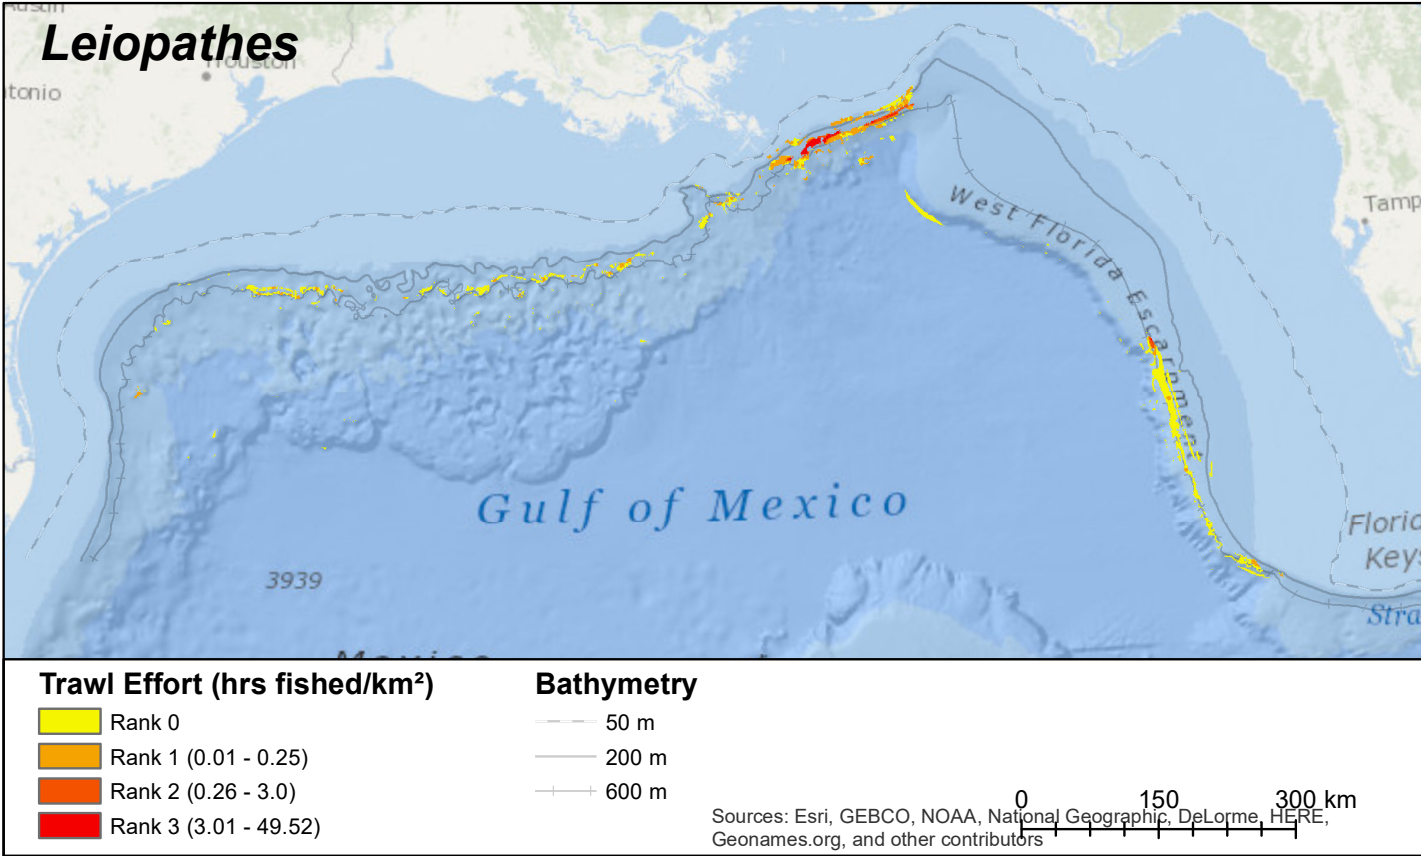 Austin
Leiopathes
Houston
tonio
Tamp
West Florida Escarpment
Gulf of Mexico
Florid
Keys
3939
Stra
Mexico
Trawl Effort (hrs fished/km²)
Rank 0
Rank 1 (0.01 - 0.25)
Rank 2 (0.26 - 3.0)
Rank 3 (3.01 - 49.52)
Bathymetry
50 m
200 m
600 m
0 150 300 km
Sources: Esri, GEBCO, NOAA, National Geographic, DeLorme, HERE,
Geonames.org, and other contributors